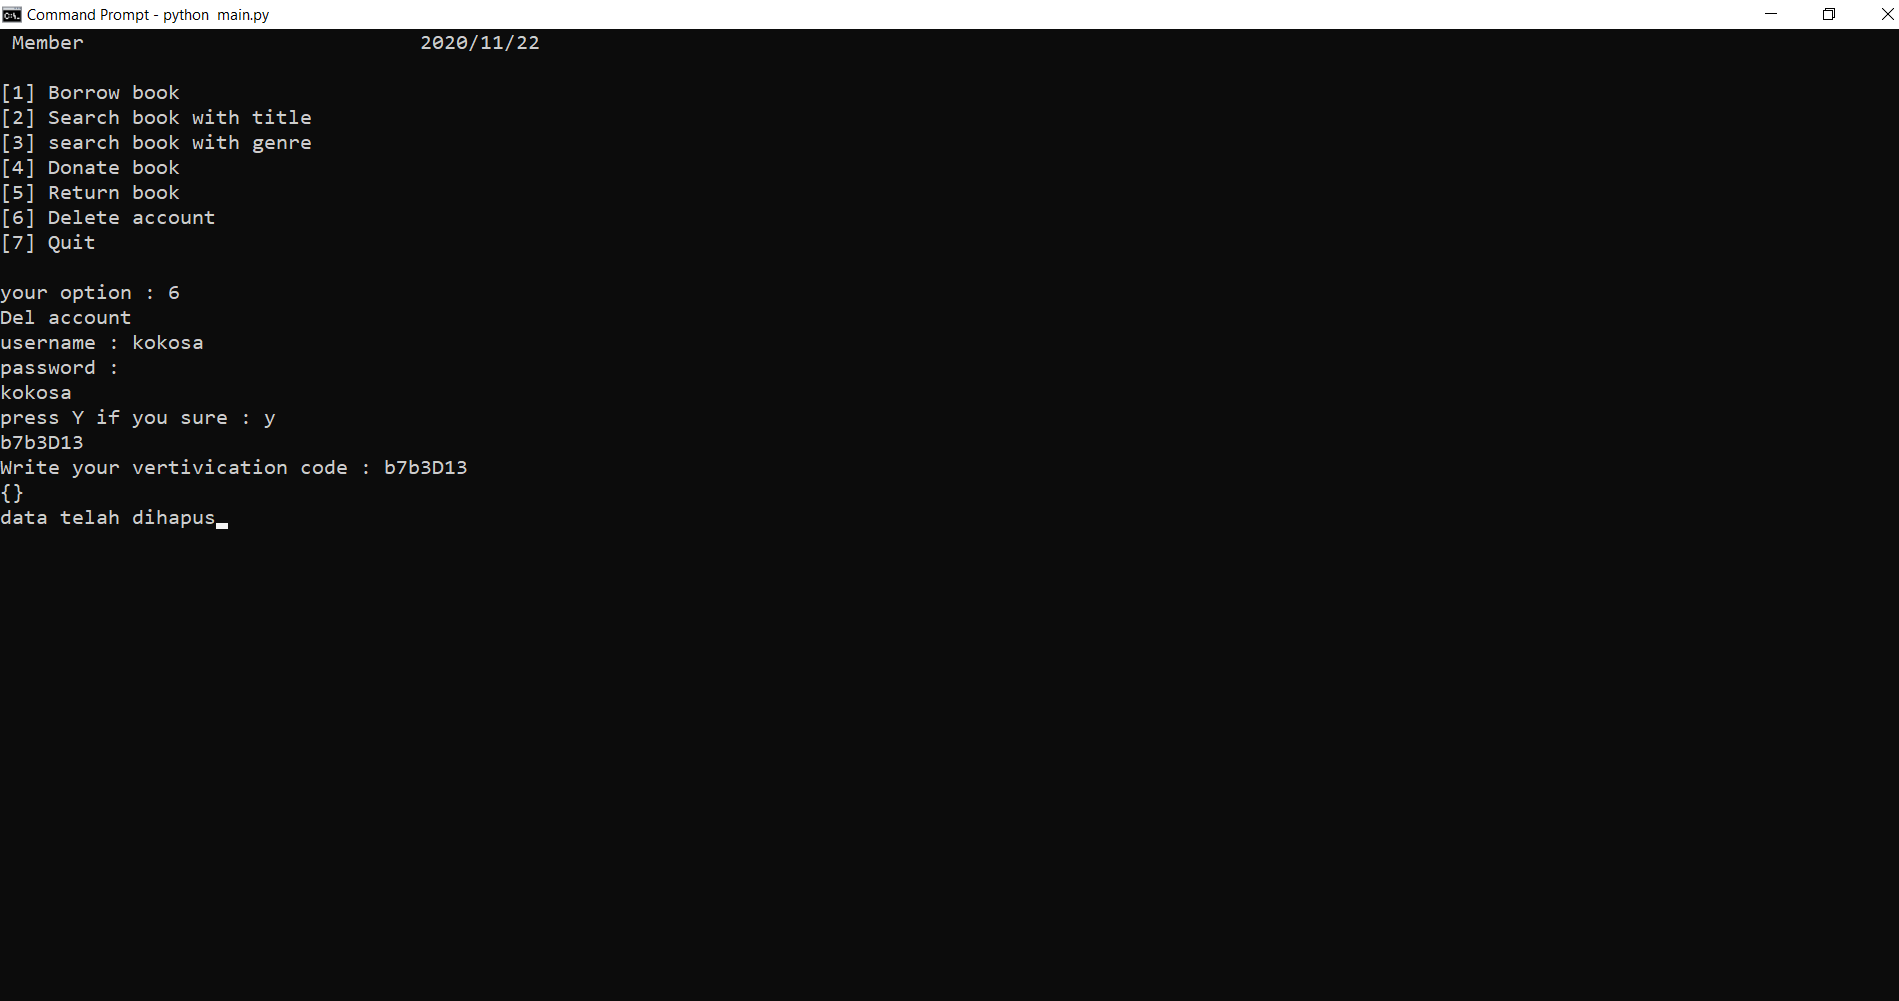 Command Prompt - python  main.py
Member                            2020/11/22
[1] Borrow book
[2] Search book with title
[3] search book with genre
[4] Donate book
[5] Return book
[6] Delete account
[7] Quit
your option : 6
Del account
username : kokosa
password :
kokosa
press Y if you sure : y
b7b3D13
Write your vertivication code : b7b3D13
{}
data telah dihapus